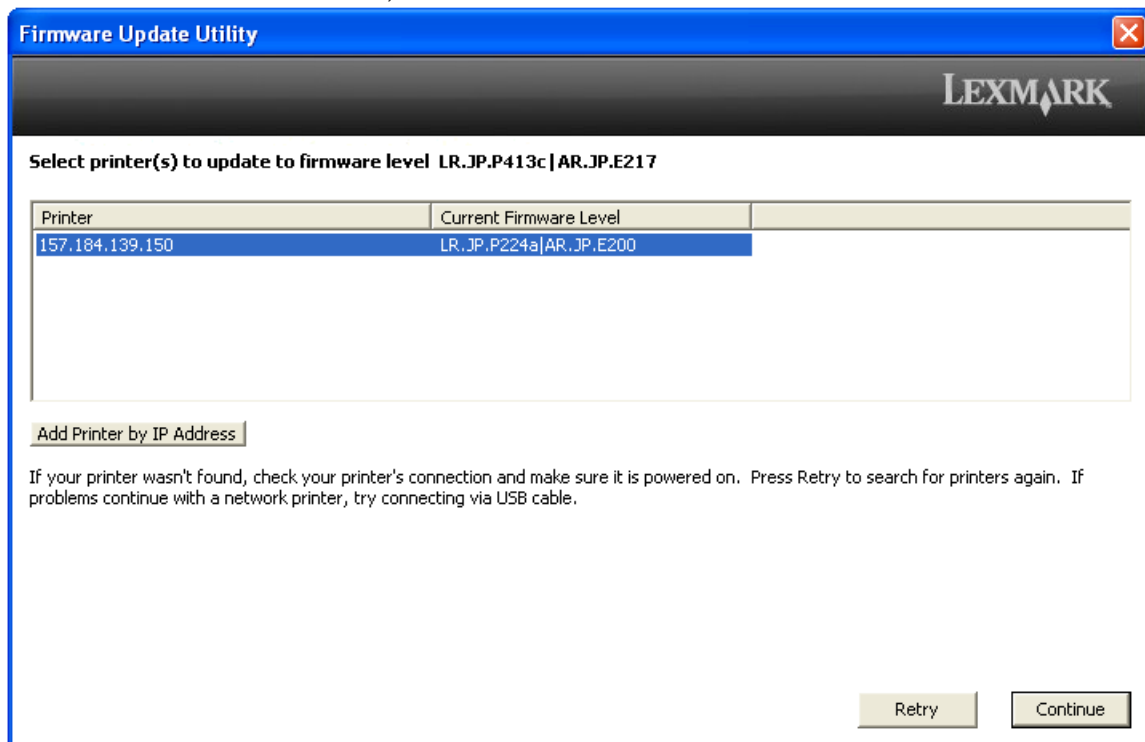 Firmware Update Utility
LEXMARK
Select printer(s) to update to firmware level LR.JP.P413c|AR.JP.E217
Printer Current Firmware Level
157.184.139.150 LR.JP.P224a|AR.JP.E200
Add Printer by IP Address
If your printer wasn't found, check your printer's connection and make sure it is powered on. Press Retry to search for printers again. If
problems continue with a network printer, try connecting via USB cable.
Retry Continue